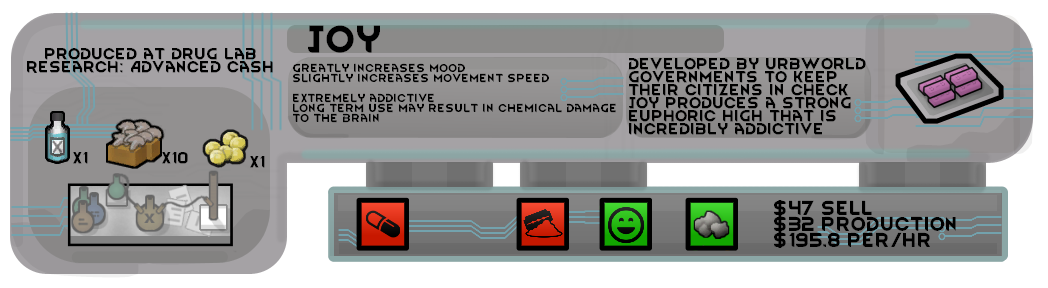 PRODUCED AT DRUG LAB
RESEARCH: ADVANCED CASH
X1
X10
X1
JOY
GREATLY INCREASES MOOD
SLIGHTLY INCREASES MOVEMENT SPEED
EXTREMELY ADDICTIVE
LONG TERM USE MAY RESULT IN CHEMICAL DAMAGE
TO THE BRAIN
DEVELOPED BY URBWORLD
GOVERNMENTS TO KEEP
THEIR CITIZENS IN CHECK
JOY PRODUCES A STRONG
EUPHORIC HIGH THAT IS
INCREDIBLY ADDICTIVE
$47 SELL
$32 PRODUCTION
$195.8 PER/HR